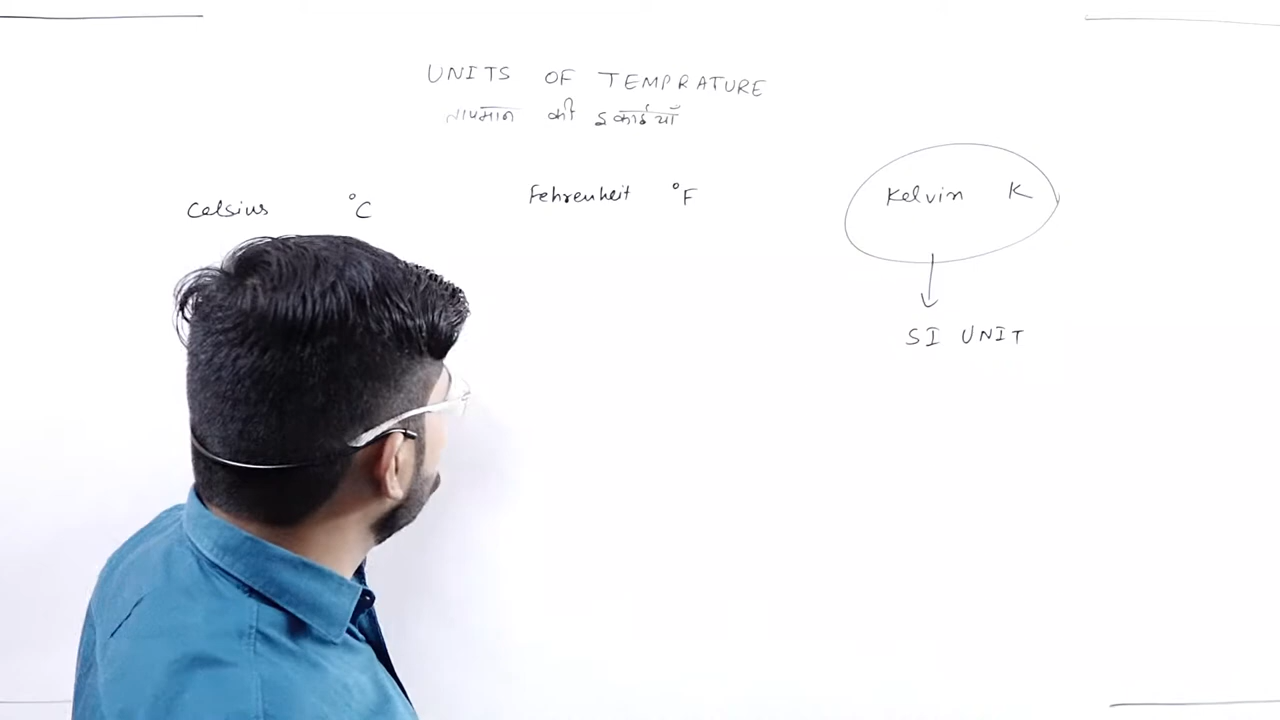 UNITS OF TEMPRATURE
तापमान की इकाईयाँ
Celsius °C
Fehrenheit °F
Kelvin K
SI UNIT